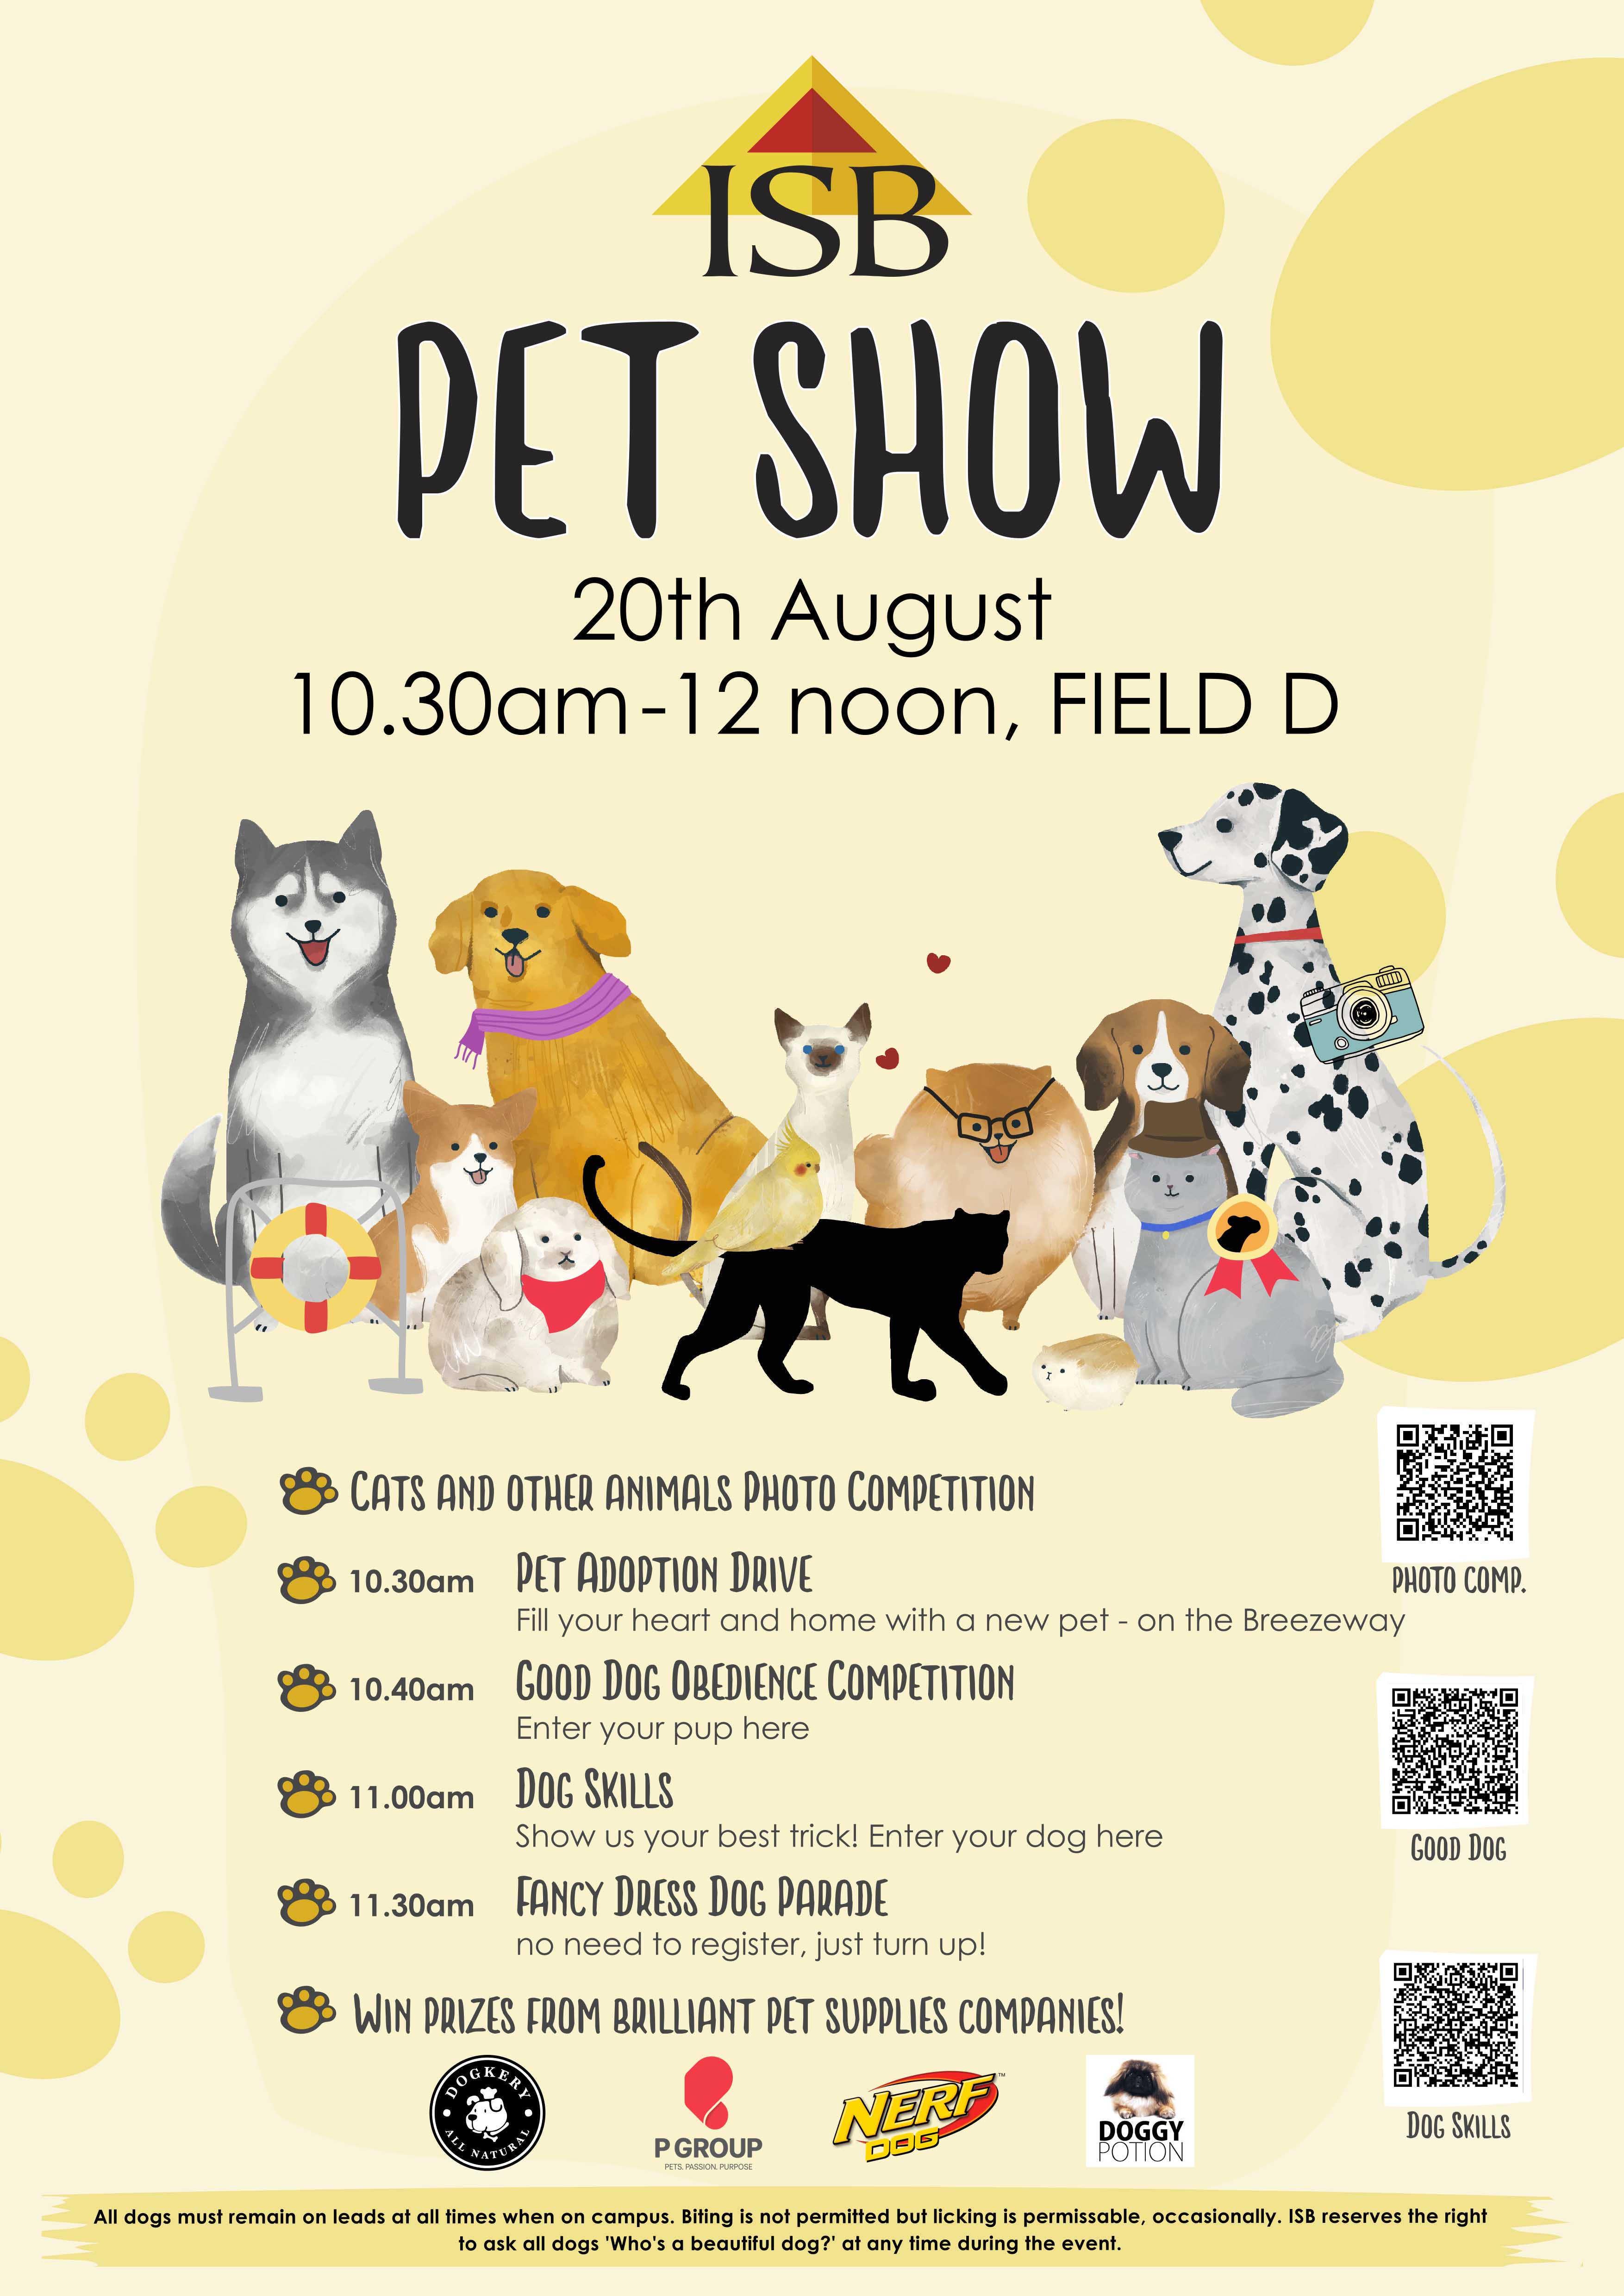 ISB
PET SHOW
20th August
10.30am-12 noon, FIELD D
CATS AND OTHER ANIMALS PHOTO COMPETITION
10.30am PET ADOPTION DRIVE
Fill your heart and home with a new pet - on the Breezeway
10.40am GOOD DOG OBEDIENCE COMPETITION
Enter your pup here
11.00am DOG SKILLS
Show us your best trick! Enter your dog here
11.30am FANCY DRESS DOG PARADE
no need to register, just turn up!
WIN PRIZES FROM BRILLIANT PET SUPPLIES COMPANIES!
PHOTO COMP.
GOOD DOG
DOG SKILLS
DOGKERY
ALL NATURAL
P GROUP
PETS. PASSION. PURPOSE
NERF™
DOG
DOGGY
POTION
All dogs must remain on leads at all times when on campus. Biting is not permitted but licking is permissable, occasionally. ISB reserves the right
to ask all dogs 'Who's a beautiful dog?' at any time during the event.